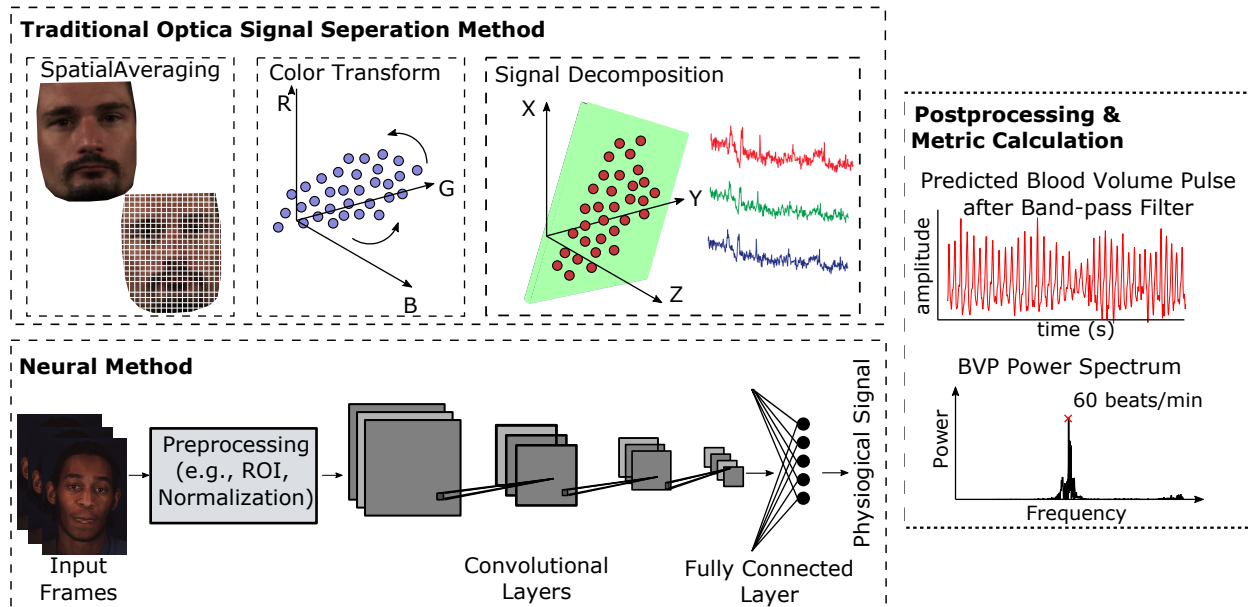 Traditional Optica Signal Seperation Method
SpatialAveraging
Color Transform
R
G
B
Signal Decomposition
X
Y
Z
Neural Method
Preprocessing
(e.g., ROI,
Normalization)
Input
Frames
Convolutional
Layers
Fully Connected
Layer
Physiogical Signal
Postprocessing &
Metric Calculation
Predicted Blood Volume Pulse
after Band-pass Filter
amplitude
time (s)
BVP Power Spectrum
60 beats/min
Power
Frequency